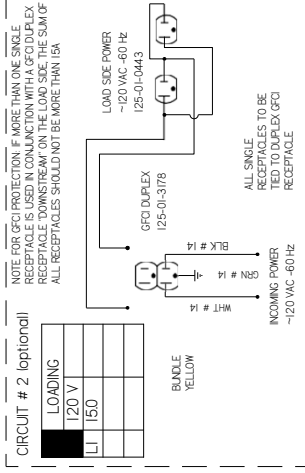 NOTE: FOR GFCI PROTECTION: IF MORE THAN ONE SINGLE
RECEPTACLE IS USED IN CONJUNCTION WITH A GFCI DUPLEX
RECEPTACLE "DOWNSTREAM" ON THE LOAD SIDE, THE SUM OF
ALL RECEPTACLES SHOULD NOT BE MORE THAN 15A
CIRCUIT # 2 (optional)
LOADING
120 V
L1 15.0
BUNDLE
YELLOW
LOAD SIDE POWER
~120 VAC -60 Hz
125-01-0443
GFCI DUPLEX
125-01-3178
WHT # 14
GRN # 14
BLK # 14
INCOMING POWER
~120 VAC -60 HZ
ALL SINGLE
RECEPTACLES TO BE
TIED TO DUPLEX GFCI
RECEPTACLE